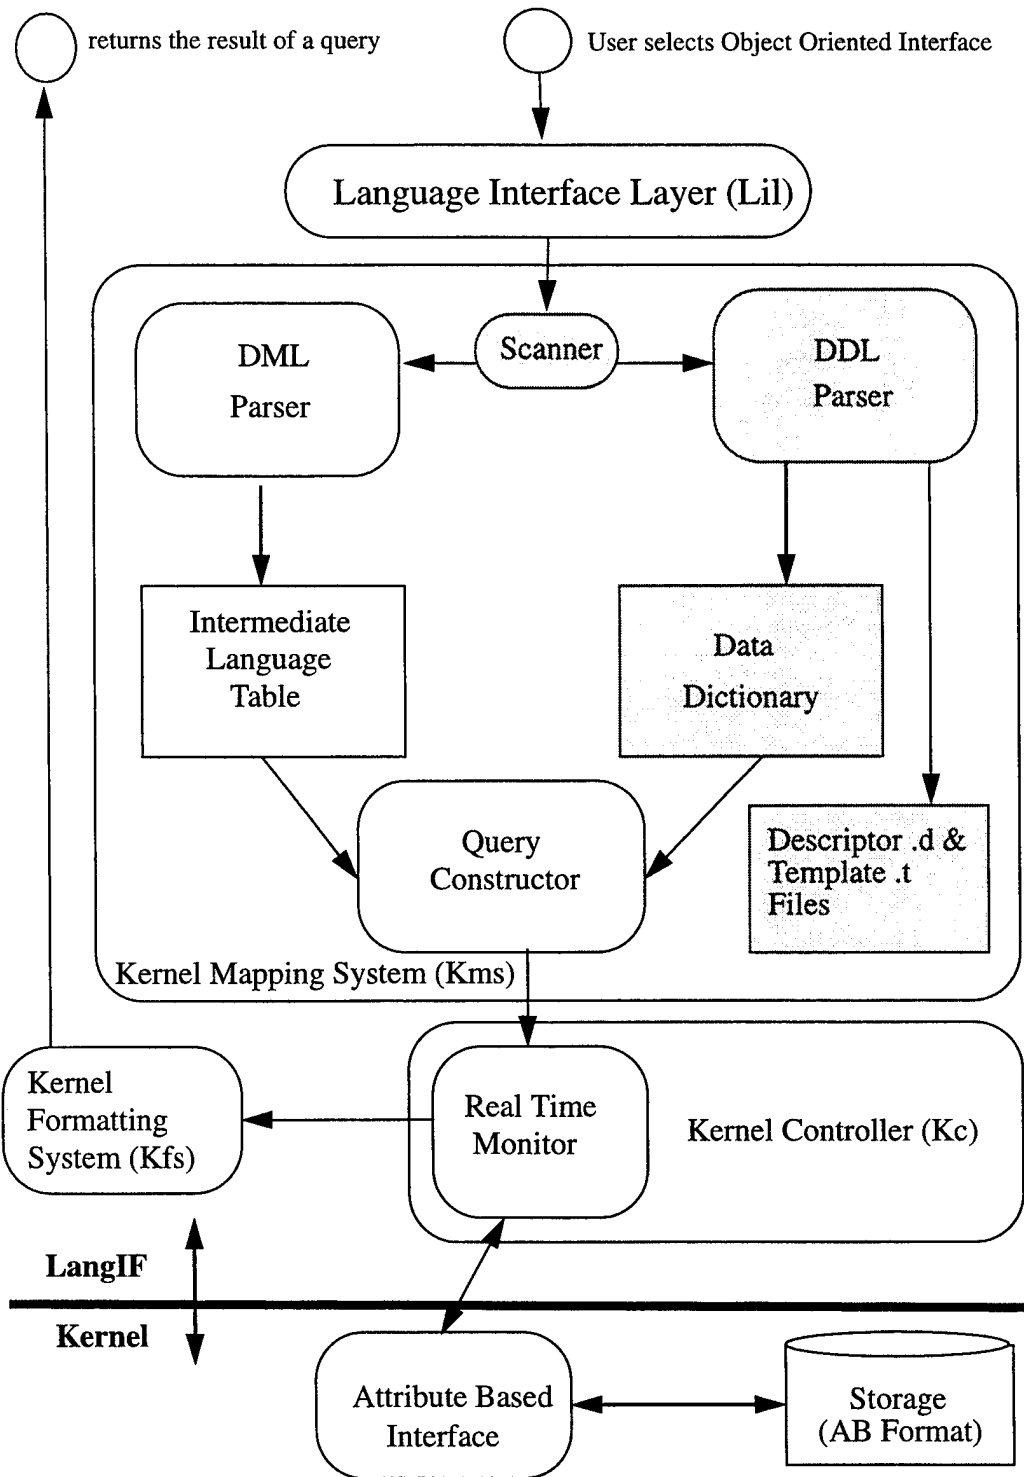 returns the result of a query
User selects Object Oriented Interface
Language Interface Layer (Lil)
Scanner
DML
Parser
DDL
Parser
Intermediate
Language
Table
Data
Dictionary
Query
Constructor
Descriptor .d &
Template .t
Files
Kernel Mapping System (Kms)
Kernel
Formatting
System (Kfs)
Real Time
Monitor
Kernel Controller (Kc)
LangIF
Kernel
Attribute Based
Interface
Storage
(AB Format)